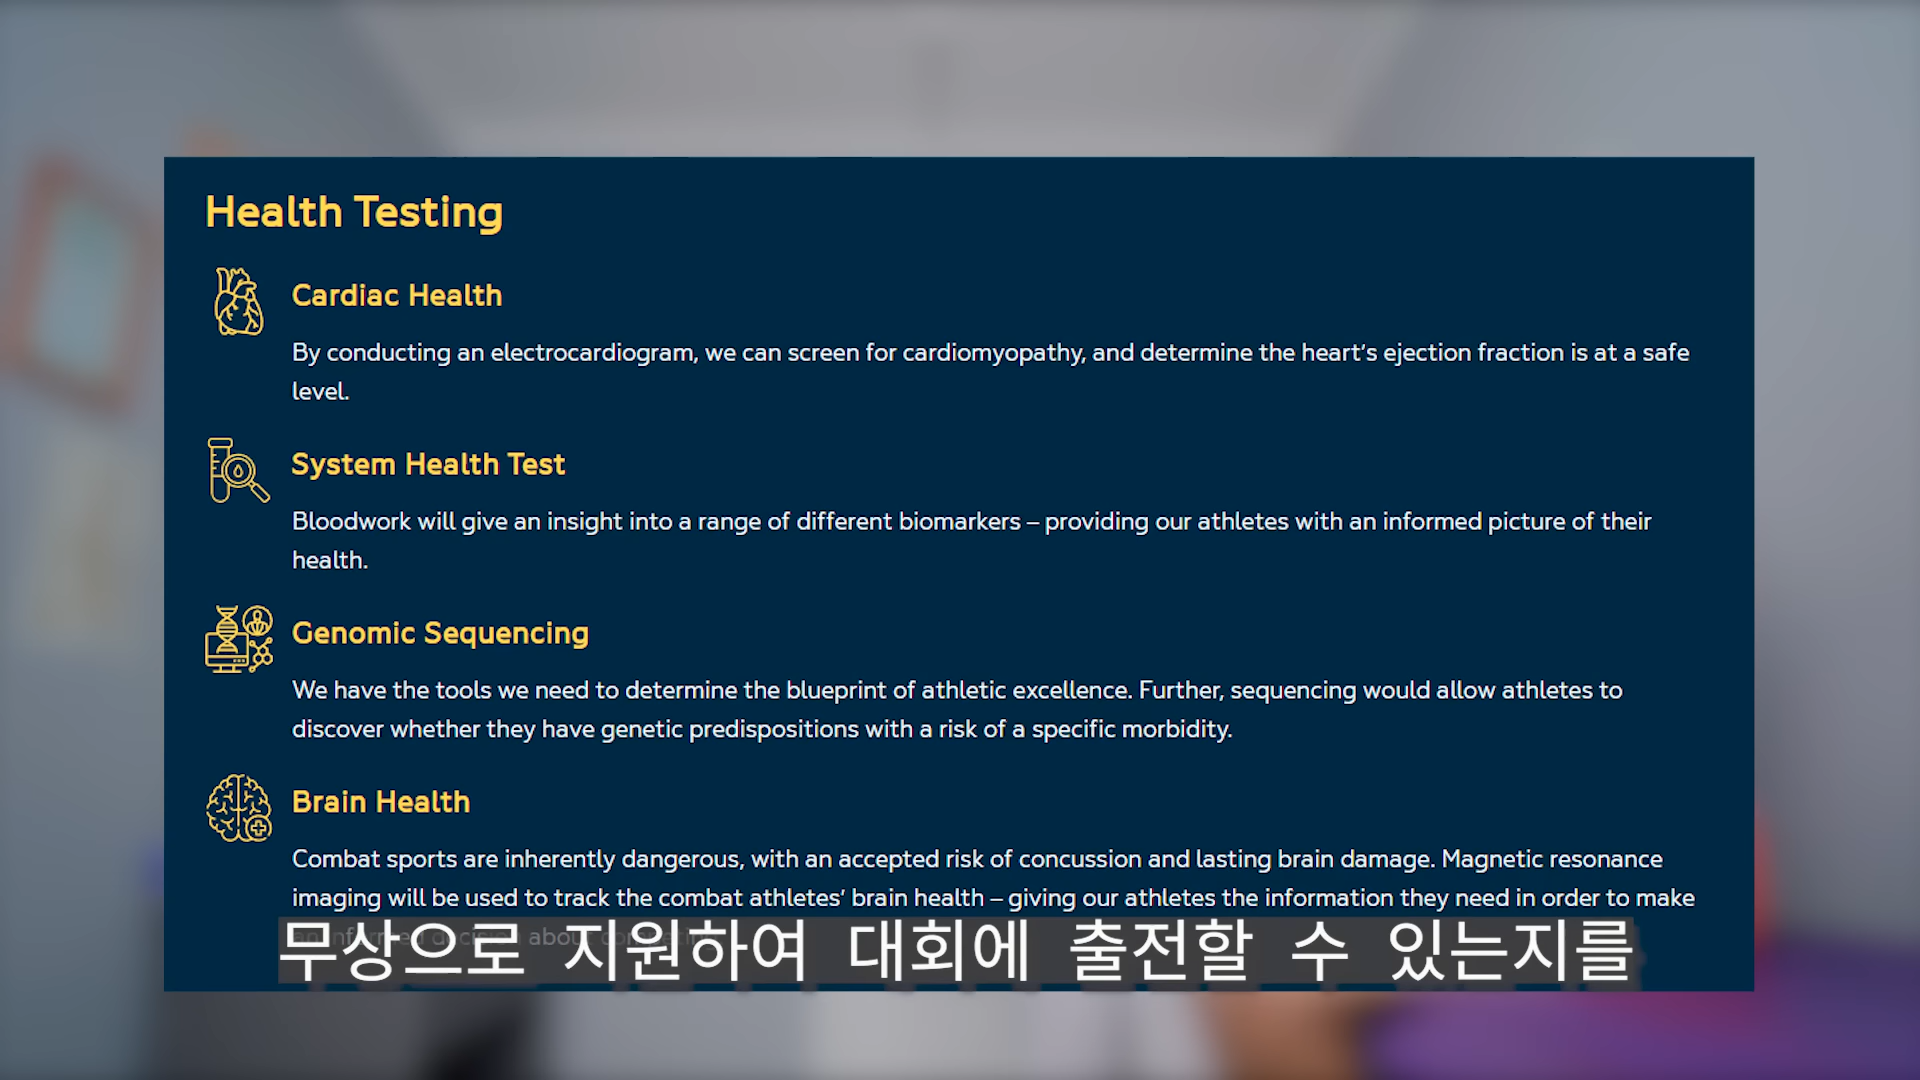 Health Testing
Cardiac Health
By conducting an electrocardiogram, we can screen for cardiomyopathy, and determine the heart's ejection fraction is at a safe
level.
System Health Test
Bloodwork will give an insight into a range of different biomarkers – providing our athletes with an informed picture of their
health.
Genomic Sequencing
We have the tools we need to determine the blueprint of athletic excellence. Further, sequencing would allow athletes to
discover whether they have genetic predispositions with a risk of a specific morbidity.
Brain Health
Combat sports are inherently dangerous, with an accepted risk of concussion and lasting brain damage. Magnetic resonance
imaging will be used to track the combat athletes' brain health – giving our athletes the information they need in order to make
an informed decision about
무상으로 지원하여 대회에 출전할 수 있는지를